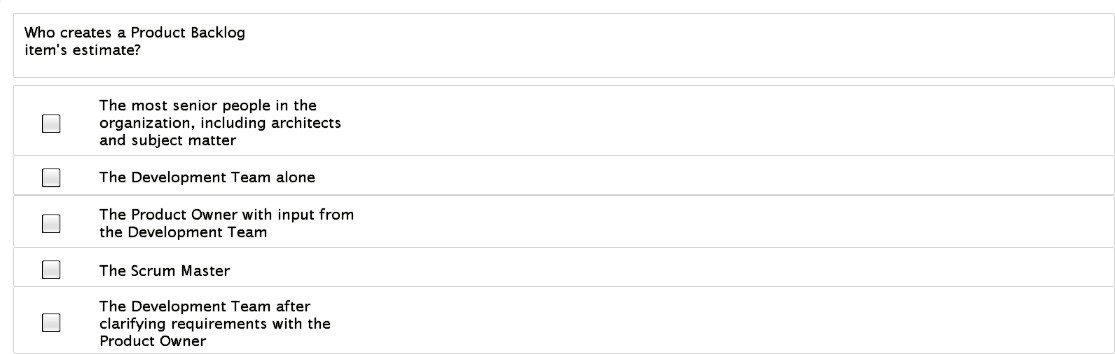 Who creates a Product Backlog
item's estimate?
The most senior people in the
organization, including architects
and subject matter
The Development Team alone
The Product Owner with input from
the Development Team
The Scrum Master
The Development Team after
clarifying requirements with the
Product Owner